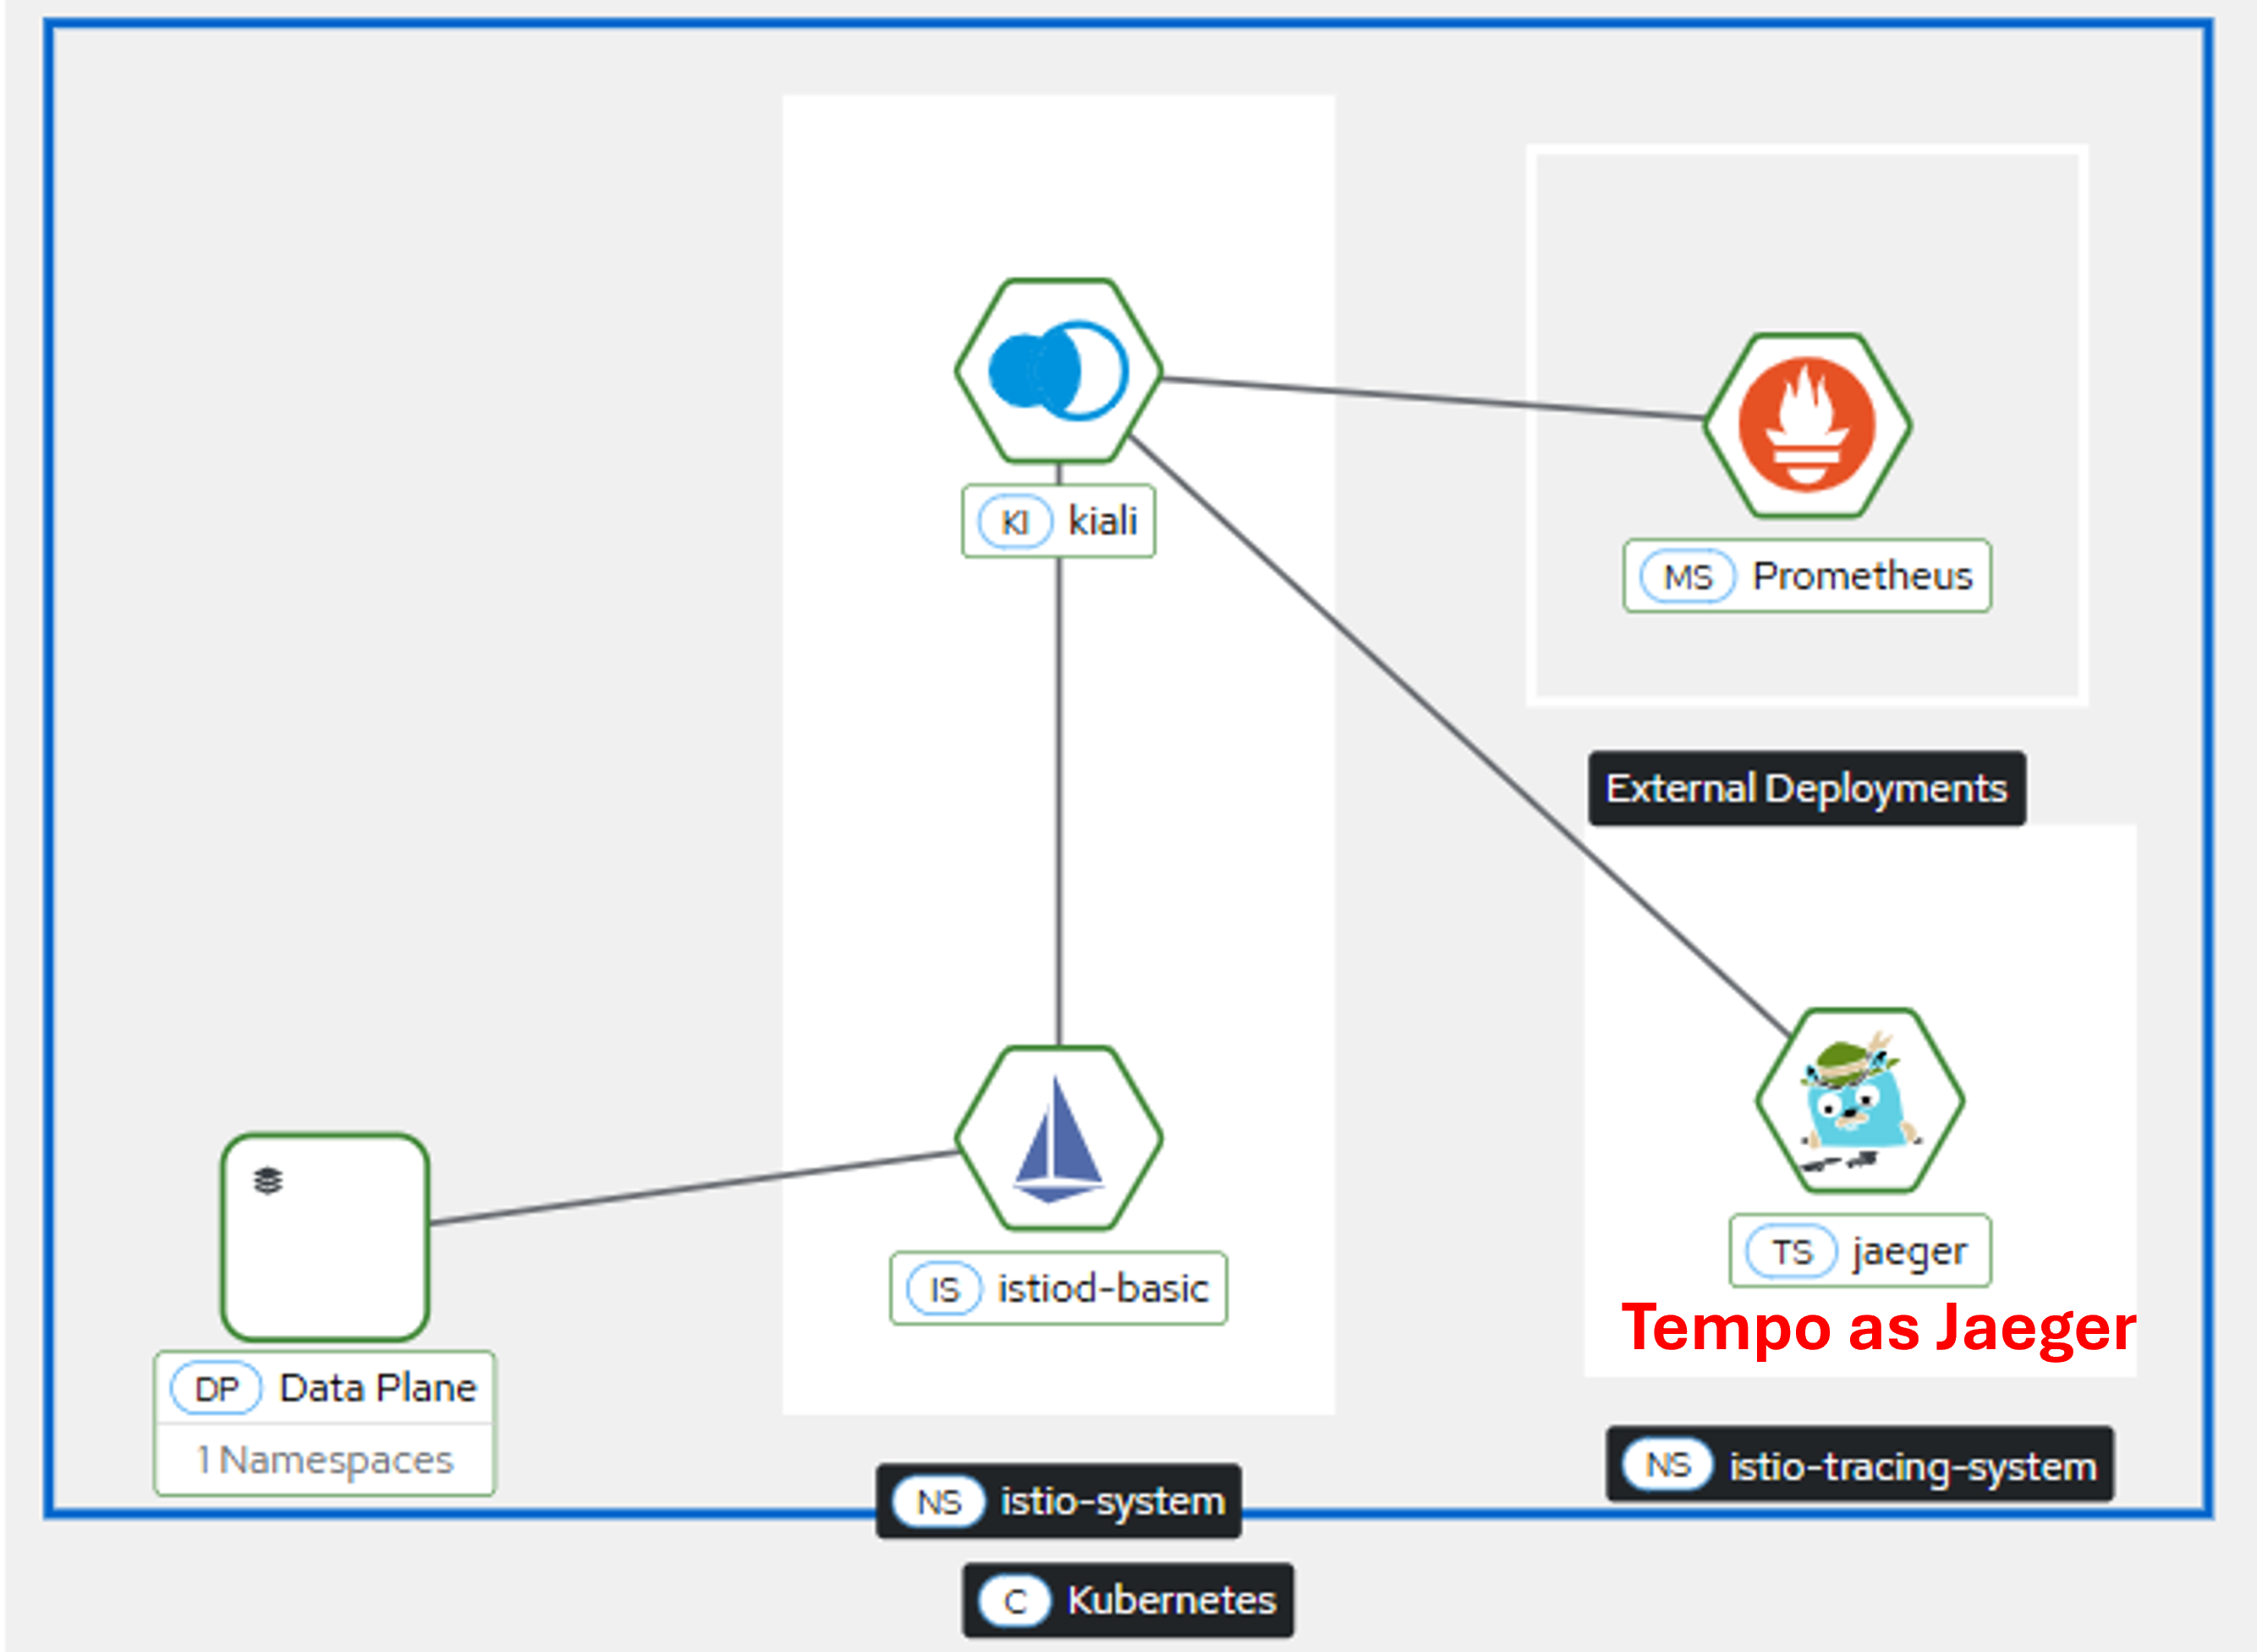 KI kiali
MS Prometheus
External Deployments
TS jaeger
Tempo as Jaeger
IS istiod-basic
DP Data Plane
1 Namespaces
NS istio-tracing-system
NS istio-system
C Kubernetes